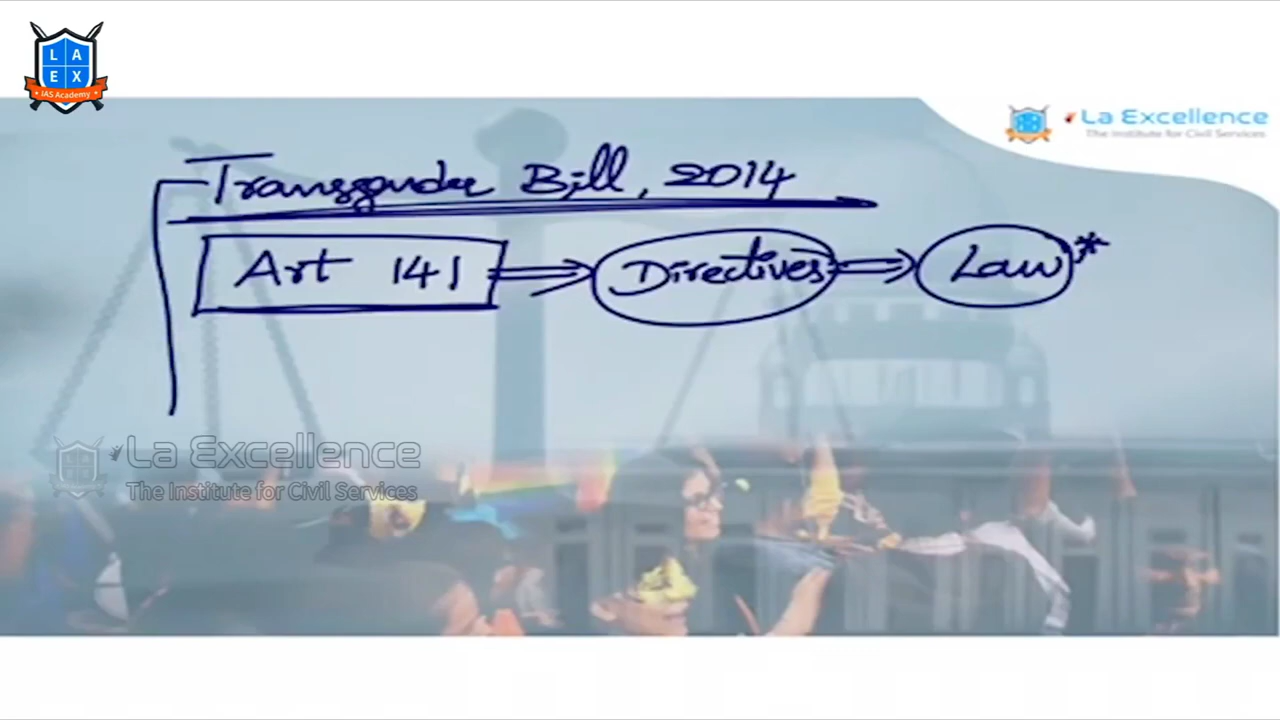 L A
E X
IAS Academy
La Excellence
The Institute for Civil Services
Transgender Bill, 2014
Art 141 ⇒ Directives ⇒ Law*
La Excellence
The Institute for Civil Services